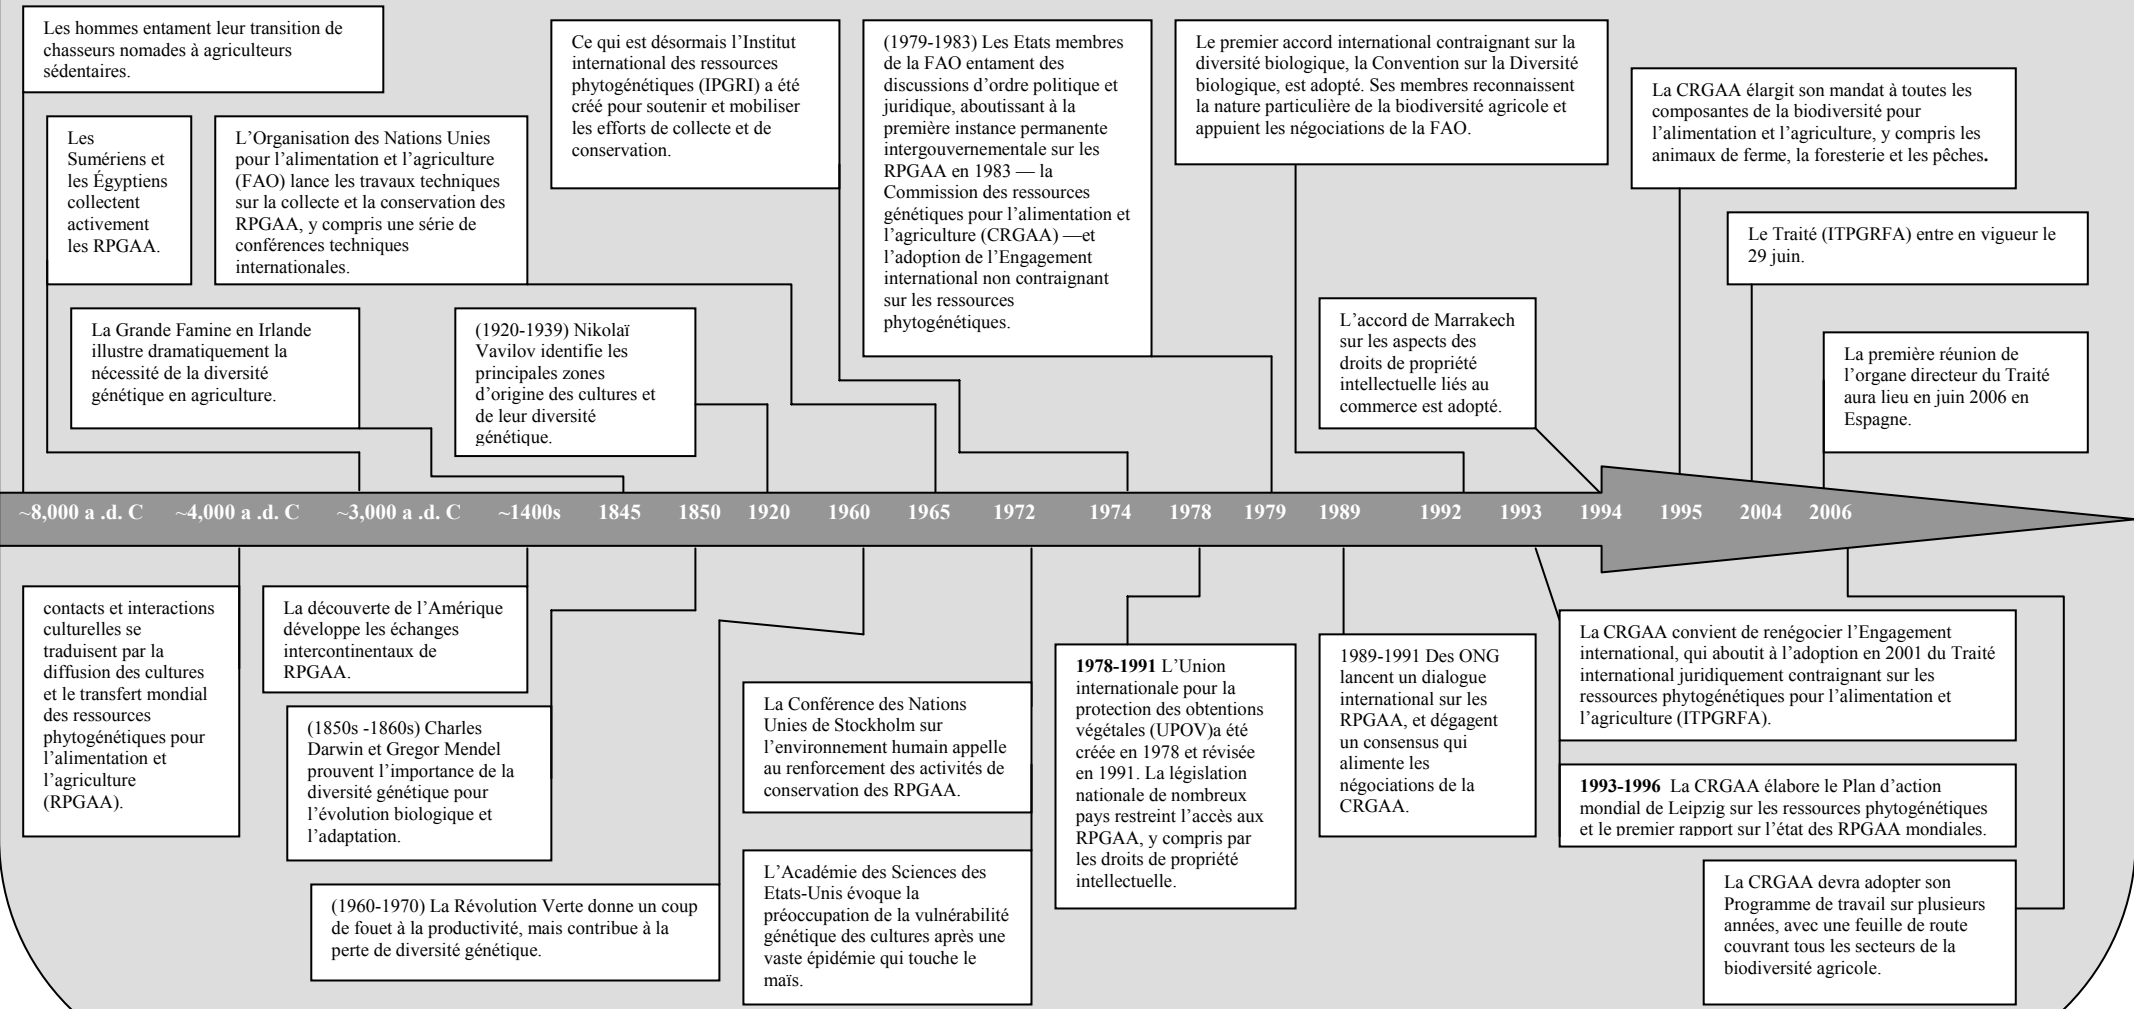 Les hommes entament leur transition de
chasseurs nomades à agriculteurs
sédentaires.
Les
Sumériens et
les Égyptiens
collectent
activement
les RPGAA.
L’Organisation des Nations Unies
pour l’alimentation et l’agriculture
(FAO) lance les travaux techniques
sur la collecte et la conservation des
RPGAA, y compris une série de
conférences techniques
internationales.
La Grande Famine en Irlande
illustre dramatiquement la
nécessité de la diversité
génétique en agriculture.
(1920-1939) Nikolaï
Vavilov identifie les
principales zones
d’origine des cultures et
de leur diversité
génétique.
Ce qui est désormais l’Institut
international des ressources
phytogénétiques (IPGRI) a été
créé pour soutenir et mobiliser
les efforts de collecte et de
conservation.
(1979-1983) Les Etats membres
de la FAO entament des
discussions d’ordre politique et
juridique, aboutissant à la
première instance permanente
intergouvernementale sur les
RPGAA en 1983 — la
Commission des ressources
génétiques pour l’alimentation et
l’agriculture (CRGAA) —et
l’adoption de l’Engagement
international non contraignant
sur les ressources
phytogénétiques.
Le premier accord international contraignant sur la
diversité biologique, la Convention sur la Diversité
biologique, est adopté. Ses membres reconnaissent
la nature particulière de la biodiversité agricole et
appuient les négociations de la FAO.
L’accord de Marrakech
sur les aspects des
droits de propriété
intellectuelle liés au
commerce est adopté.
La CRGAA élargit son mandat à toutes les
composantes de la biodiversité pour
l’alimentation et l’agriculture, y compris les
animaux de ferme, la foresterie et les pêches.
Le Traité (ITPGRFA) entre en vigueur le
29 juin.
La première réunion de
l’organe directeur du Traité
aura lieu en juin 2006 en
Espagne.
~8,000 a .d. C ~4,000 a .d. C ~3,000 a .d. C ~1400s 1845 1850 1920 1960 1965 1972 1974 1978 1979 1989 1992 1993 1994 1995 2004 2006
contacts et interactions
culturelles se
traduisent par la
diffusion des cultures
et le transfert mondial
des ressources
phytogénétiques pour
l’alimentation et
l’agriculture
(RPGAA).
La découverte de l’Amérique
développe les échanges
intercontinentaux de
RPGAA.
(1850s -1860s) Charles
Darwin et Gregor Mendel
prouvent l’importance de la
diversité génétique pour
l’évolution biologique et
l’adaptation.
(1960-1970) La Révolution Verte donne un coup
de fouet à la productivité, mais contribue à la
perte de diversité génétique.
La Conférence des Nations
Unies de Stockholm sur
l’environnement humain appelle
au renforcement des activités de
conservation des RPGAA.
L’Académie des Sciences des
Etats-Unis évoque la
préoccupation de la vulnérabilité
génétique des cultures après une
vaste épidémie qui touche le
maïs.
1978-1991 L’Union
internationale pour la
protection des obtentions
végétales (UPOV)a été
créée en 1978 et révisée
en 1991. La législation
nationale de nombreux
pays restreint l’accès aux
RPGAA, y compris par
les droits de propriété
intellectuelle.
1989-1991 Des ONG
lancent un dialogue
international sur les
RPGAA, et dégagent
un consensus qui
alimente les
négociations de la
CRGAA.
La CRGAA convient de renégocier l’Engagement
international, qui aboutit à l’adoption en 2001 du Traité
international juridiquement contraignant sur les
ressources phytogénétiques pour l’alimentation et
l’agriculture (ITPGRFA).
1993-1996 La CRGAA élabore le Plan d’action
mondial de Leipzig sur les ressources phytogénétiques
et le premier rapport sur l’état des RPGAA mondiales.
La CRGAA devra adopter son
Programme de travail sur plusieurs
années, avec une feuille de route
couvrant tous les secteurs de la
biodiversité agricole.